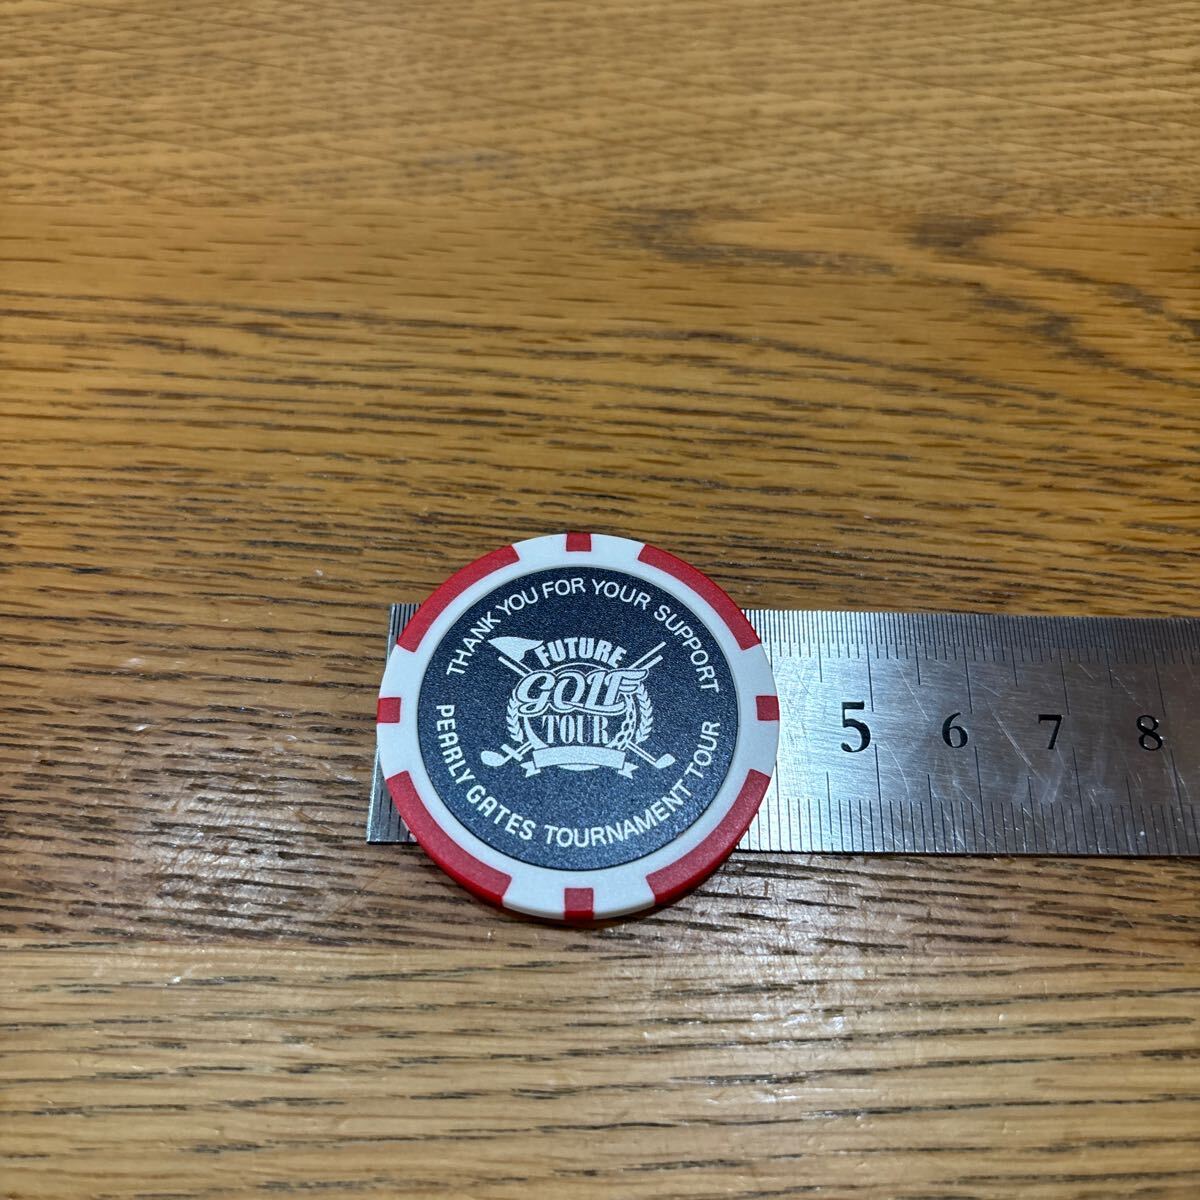 THANK YOU FOR YOUR SUPPORT
FUTURE
GOLF
TOUR
PEARLY GATES TOURNAMENT TOUR
5 6 7 8